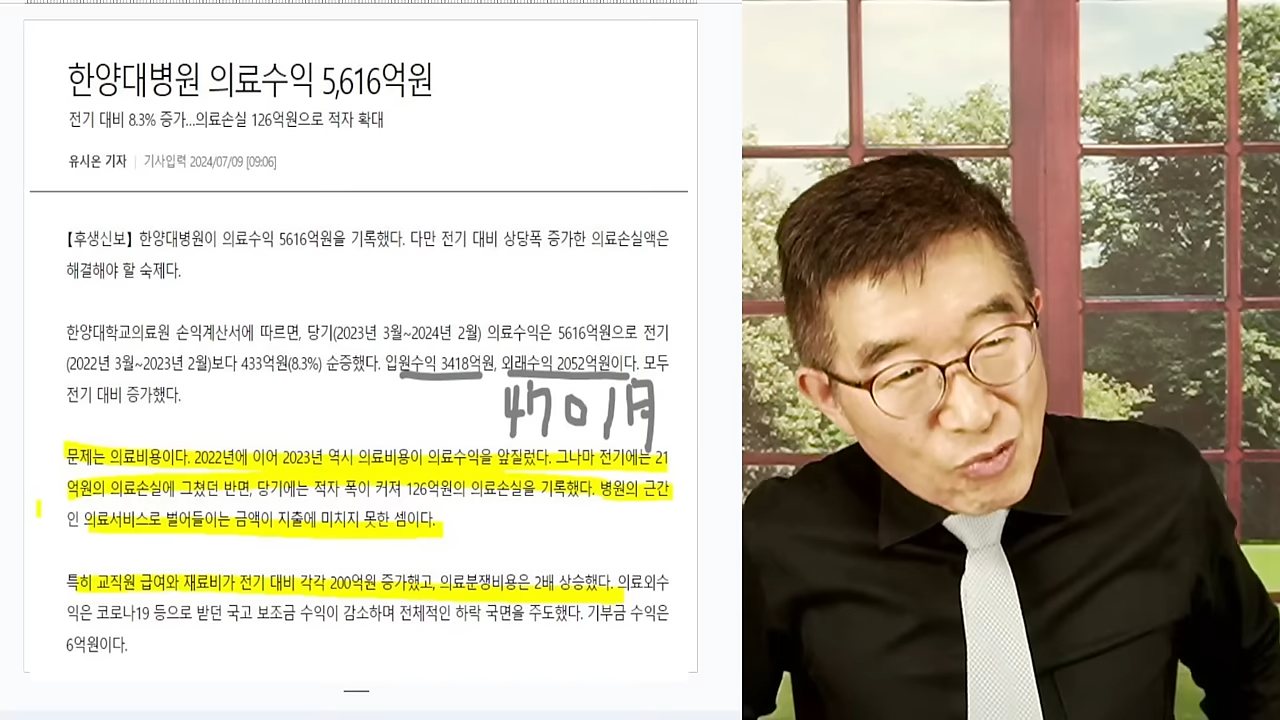 한양대병원 의료수익 5,616억원
전기 대비 8.3% 증가...의료손실 126억원으로 적자 확대
유시은 기자 | 기사입력 2024/07/09 [09:06]
【후생신보】 한양대병원이 의료수익 5616억원을 기록했다. 다만 전기 대비 상당폭 증가한 의료손실액은
해결해야 할 숙제다.
한양대학교의료원 손익계산서에 따르면, 당기(2023년 3월~2024년 2월) 의료수익은 5616억원으로 전기
(2022년 3월~2023년 2월)보다 433억원(8.3%) 순증했다. 입원수익 3418억원, 외래수익 2052억원이다. 모두
전기 대비 증가했다.
문제는 의료비용이다. 2022년에 이어 2023년 역시 의료비용이 의료수익을 앞질렀다. 그나마 전기에는 21
억원의 의료손실에 그쳤던 반면, 당기에는 적자 폭이 커져 126억원의 의료손실을 기록했다. 병원의 근간
인 의료서비스로 벌어들이는 금액이 지출에 미치지 못한 셈이다.
특히 교직원 급여와 재료비가 전기 대비 각각 200억원 증가했고, 의료분쟁비용은 2배 상승했다. 의료외수
익은 코로나19 등으로 받던 국고 보조금 수익이 감소하며 전체적인 하락 국면을 주도했다. 기부금 수익은
6억원이다.